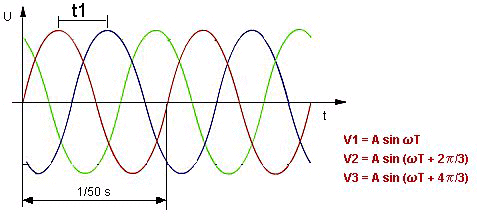 t1
U
t
1/50 s
V1 = A sin ωT
V2 = A sin (ωT + 2π/3)
V3 = A sin (ωT + 4π/3)